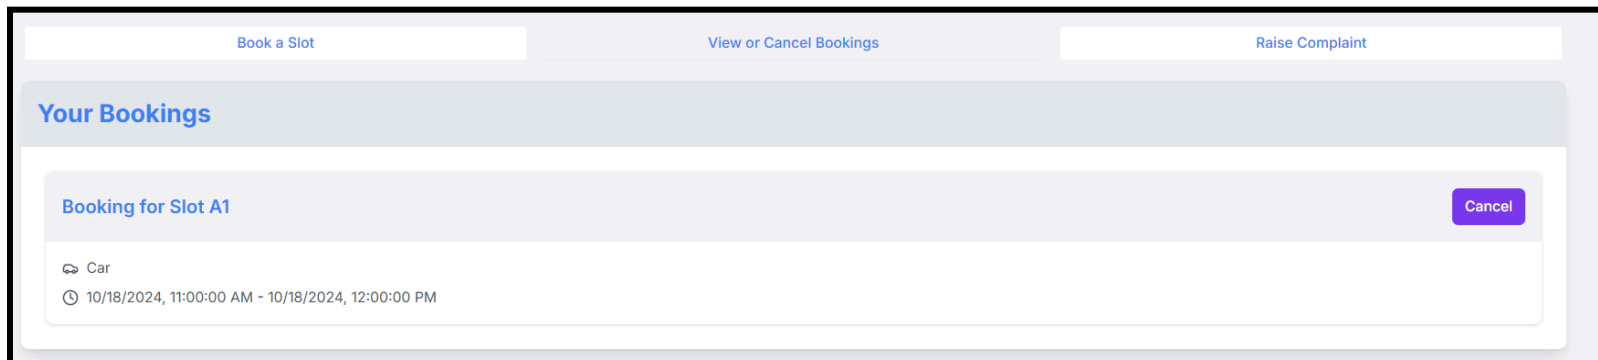 Book a Slot View or Cancel Bookings Raise Complaint
Your Bookings
Booking for Slot A1 Cancel
Car
10/18/2024, 11:00:00 AM - 10/18/2024, 12:00:00 PM